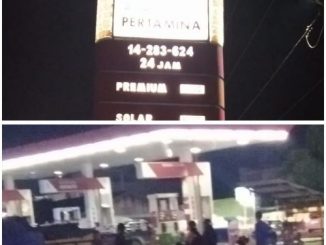 PERTAMINA
14-283-624
24 JAM
PREMIUM
SOLAR